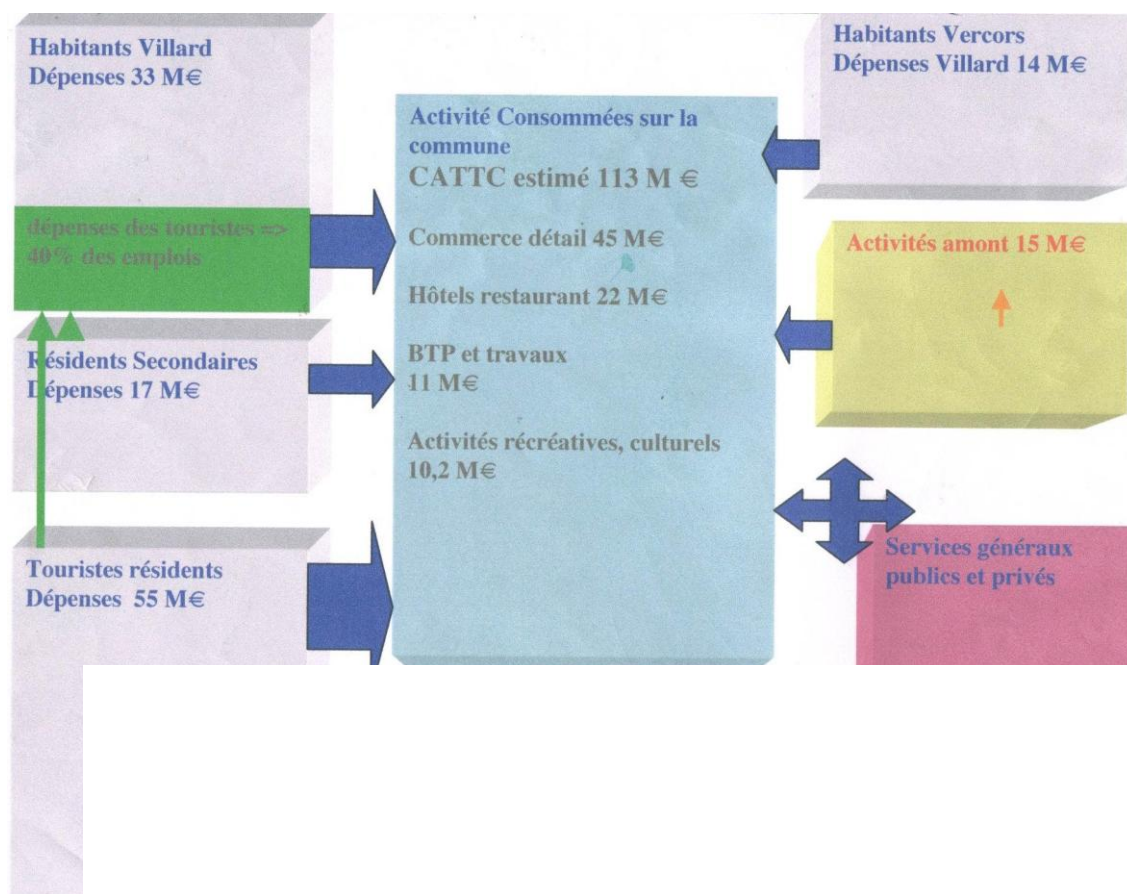 Habitants Villard
Dépenses 33 M€
dépenses des touristes =>
40% des emplois
Résidents Secondaires
Dépenses 17 M€
Touristes résidents
Dépenses 55 M€
Activité Consommées sur la
commune
CATTC estimé 113 M €
Commerce détail 45 M€
Hôtels restaurant 22 M€
BTP et travaux
11 M€
Activités récréatives, culturels
10,2 M€
Habitants Vercors
Dépenses Villard 14 M€
Activités amont 15 M€
Services généraux
publics et privés